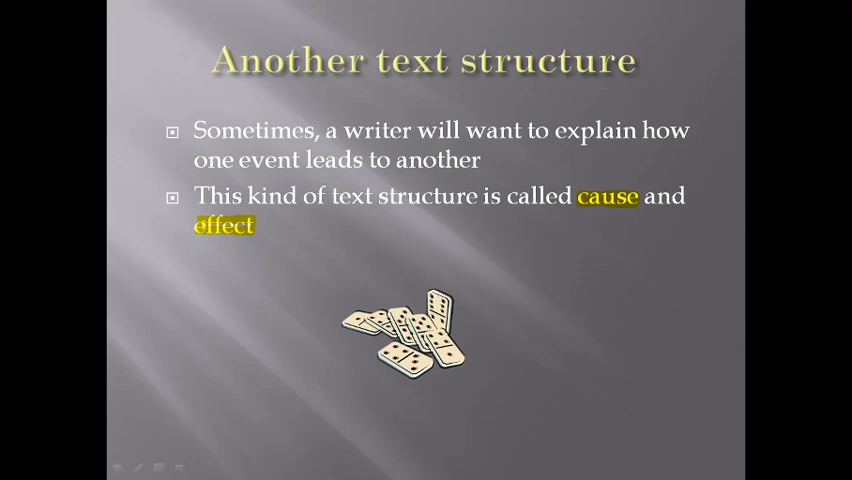 Another text structure
Sometimes, a writer will want to explain how
one event leads to another
This kind of text structure is called cause and
effect